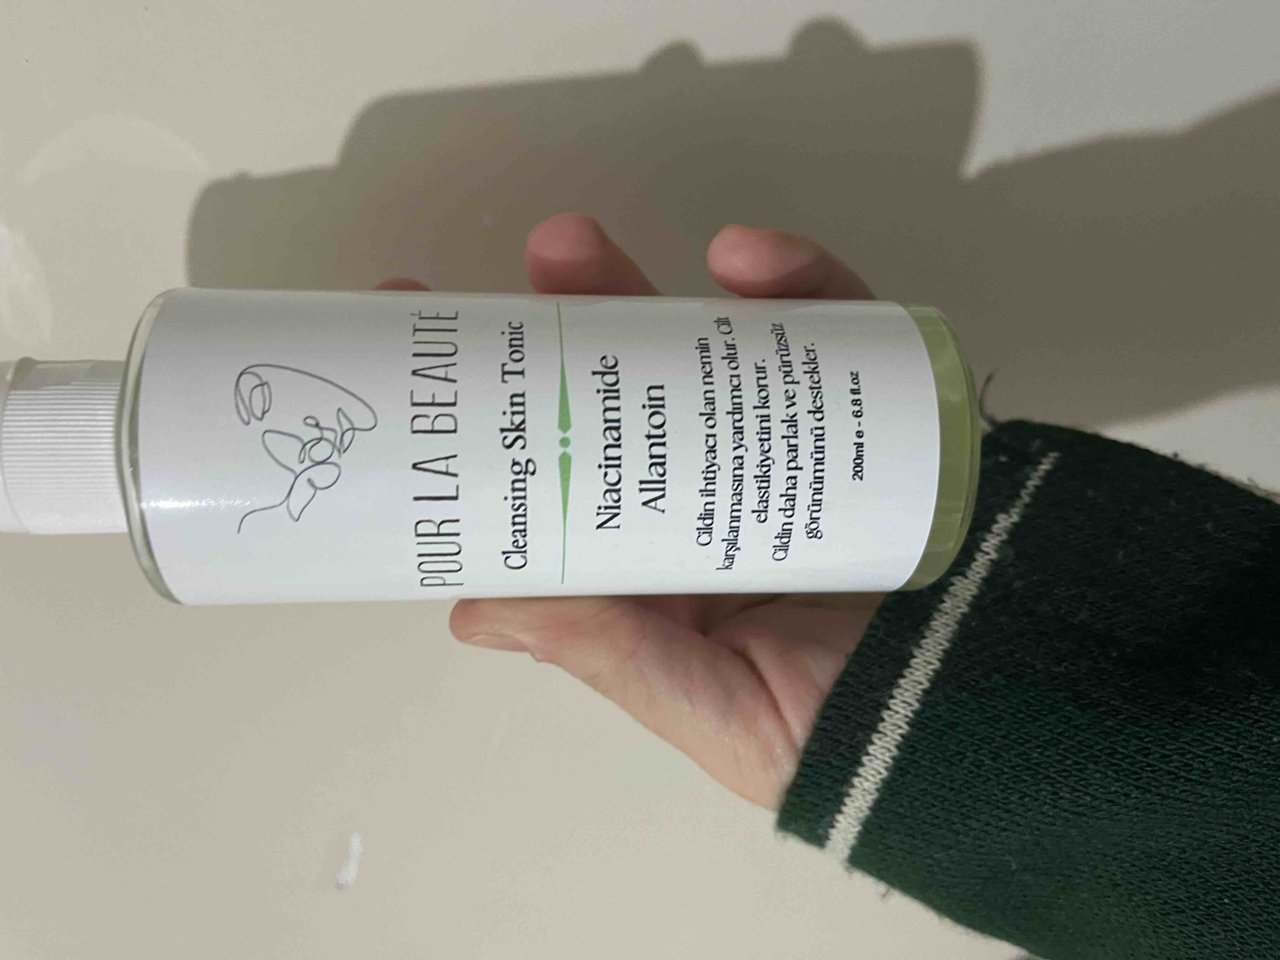 POUR LA BEAUTÉ
Cleansing Skin Tonic
Niacinamide
Allantoin
Cildin ihtiyacı olan nemin
karşılanmasına yardımcı olur. Cilt
elastikiyetini korur.
Cildin daha parlak ve pürüzsüz
görünümünü destekler.
200ml e - 6.8 fl.oz